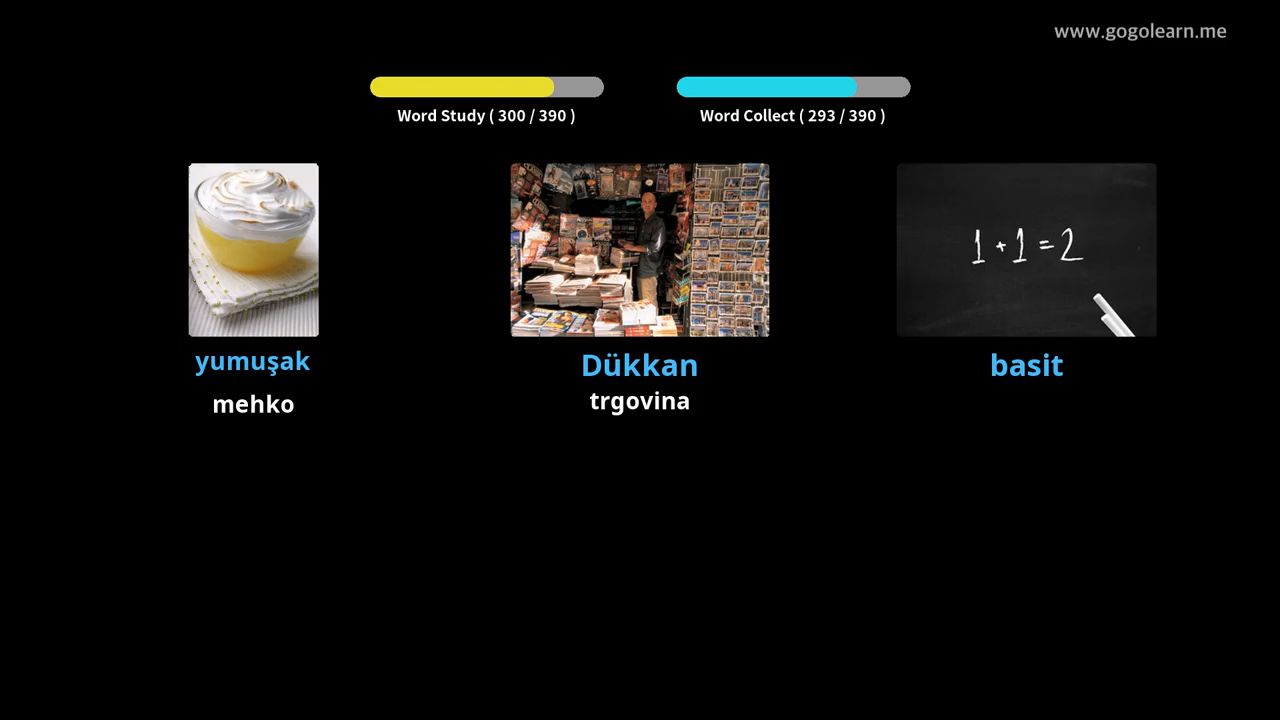 www.gogolearn.me
Word Study ( 300 / 390 )
Word Collect ( 293 / 390 )
1 + 1 = 2
yumuşak
mehko
Dükkan
trgovina
basit